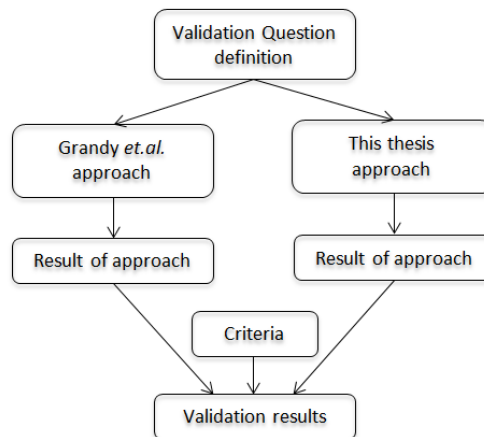 Validation Question
definition
Grandy et.al.
approach
This thesis
approach
Result of approach
Result of approach
Criteria
Validation results